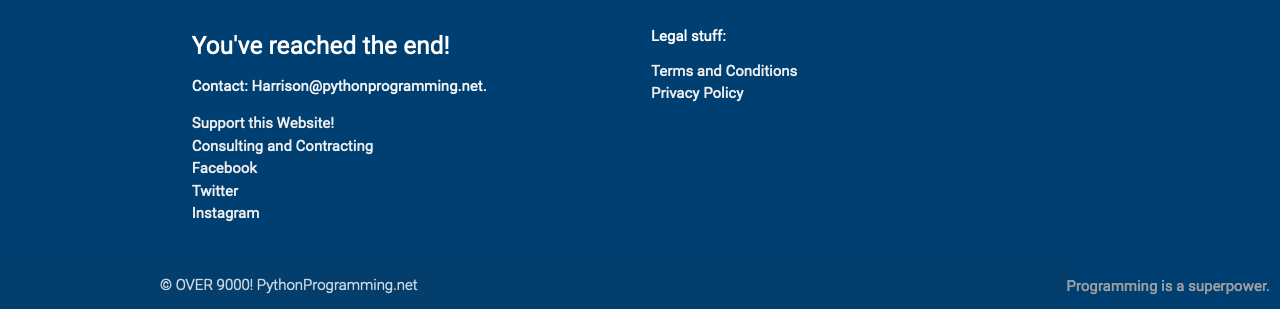 You've reached the end!
Contact: Harrison@pythonprogramming.net.
Support this Website!
Consulting and Contracting
Facebook
Twitter
Instagram
Legal stuff:
Terms and Conditions
Privacy Policy
© OVER 9000! PythonProgramming.net
Programming is a superpower.